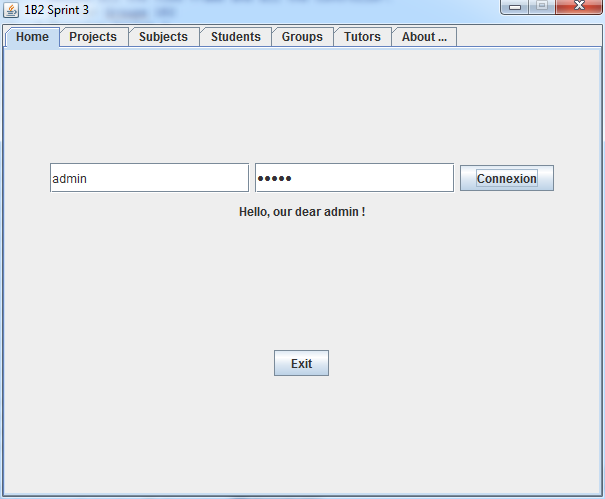 1B2 Sprint 3
Home Projects Subjects Students Groups Tutors About ...
admin ••••• Connexion
Hello, our dear admin !
Exit